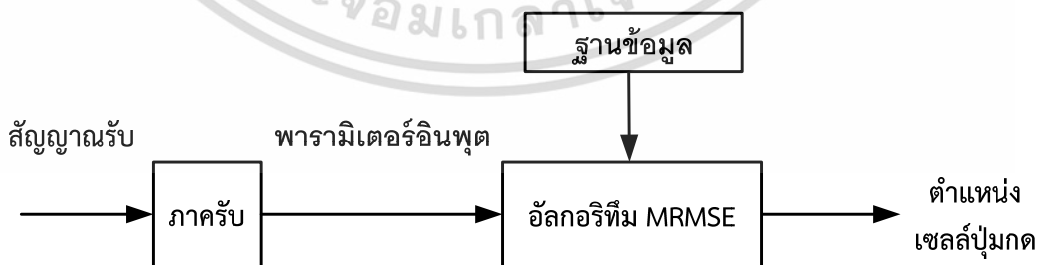 ฐานข้อมูล
สัญญาณรับ
พารามิเตอร์อินพุต
ภาครับ
อัลกอริทึม MRMSE
ตำแหน่ง
เซลล์ปุ่มกด